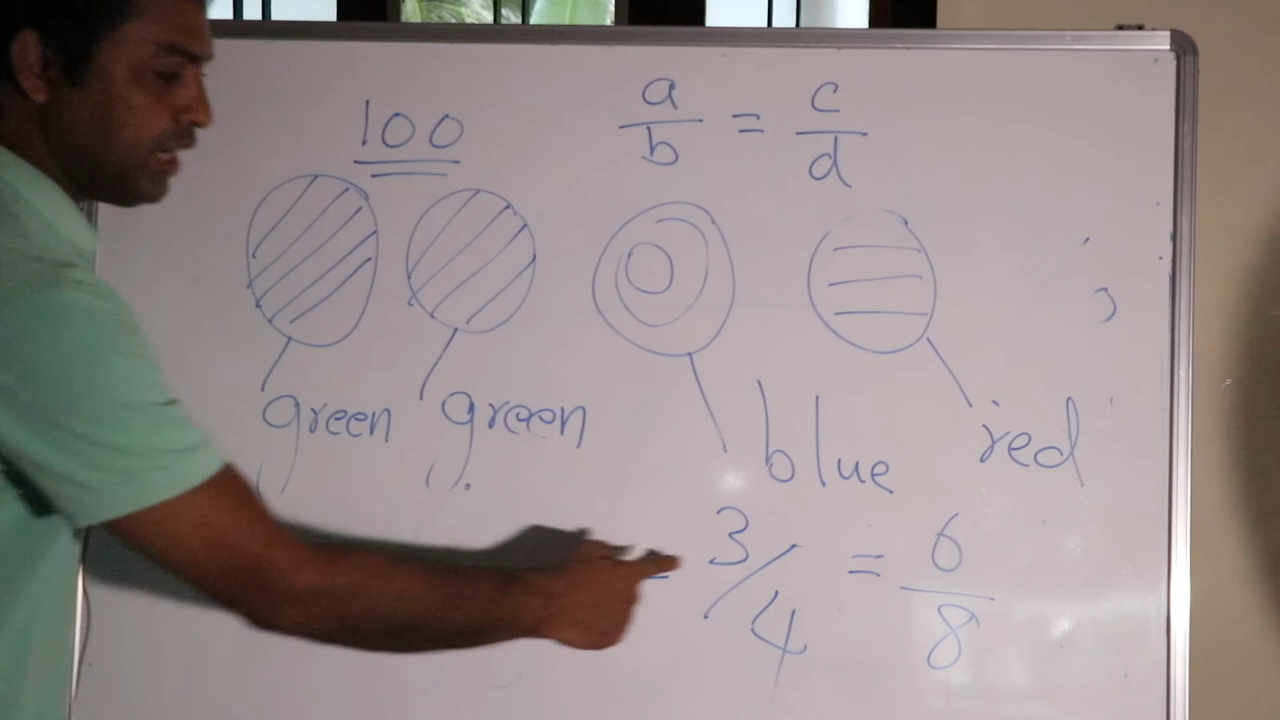 100
a/b = c/d
green green blue red
= 3/4 = 6/8